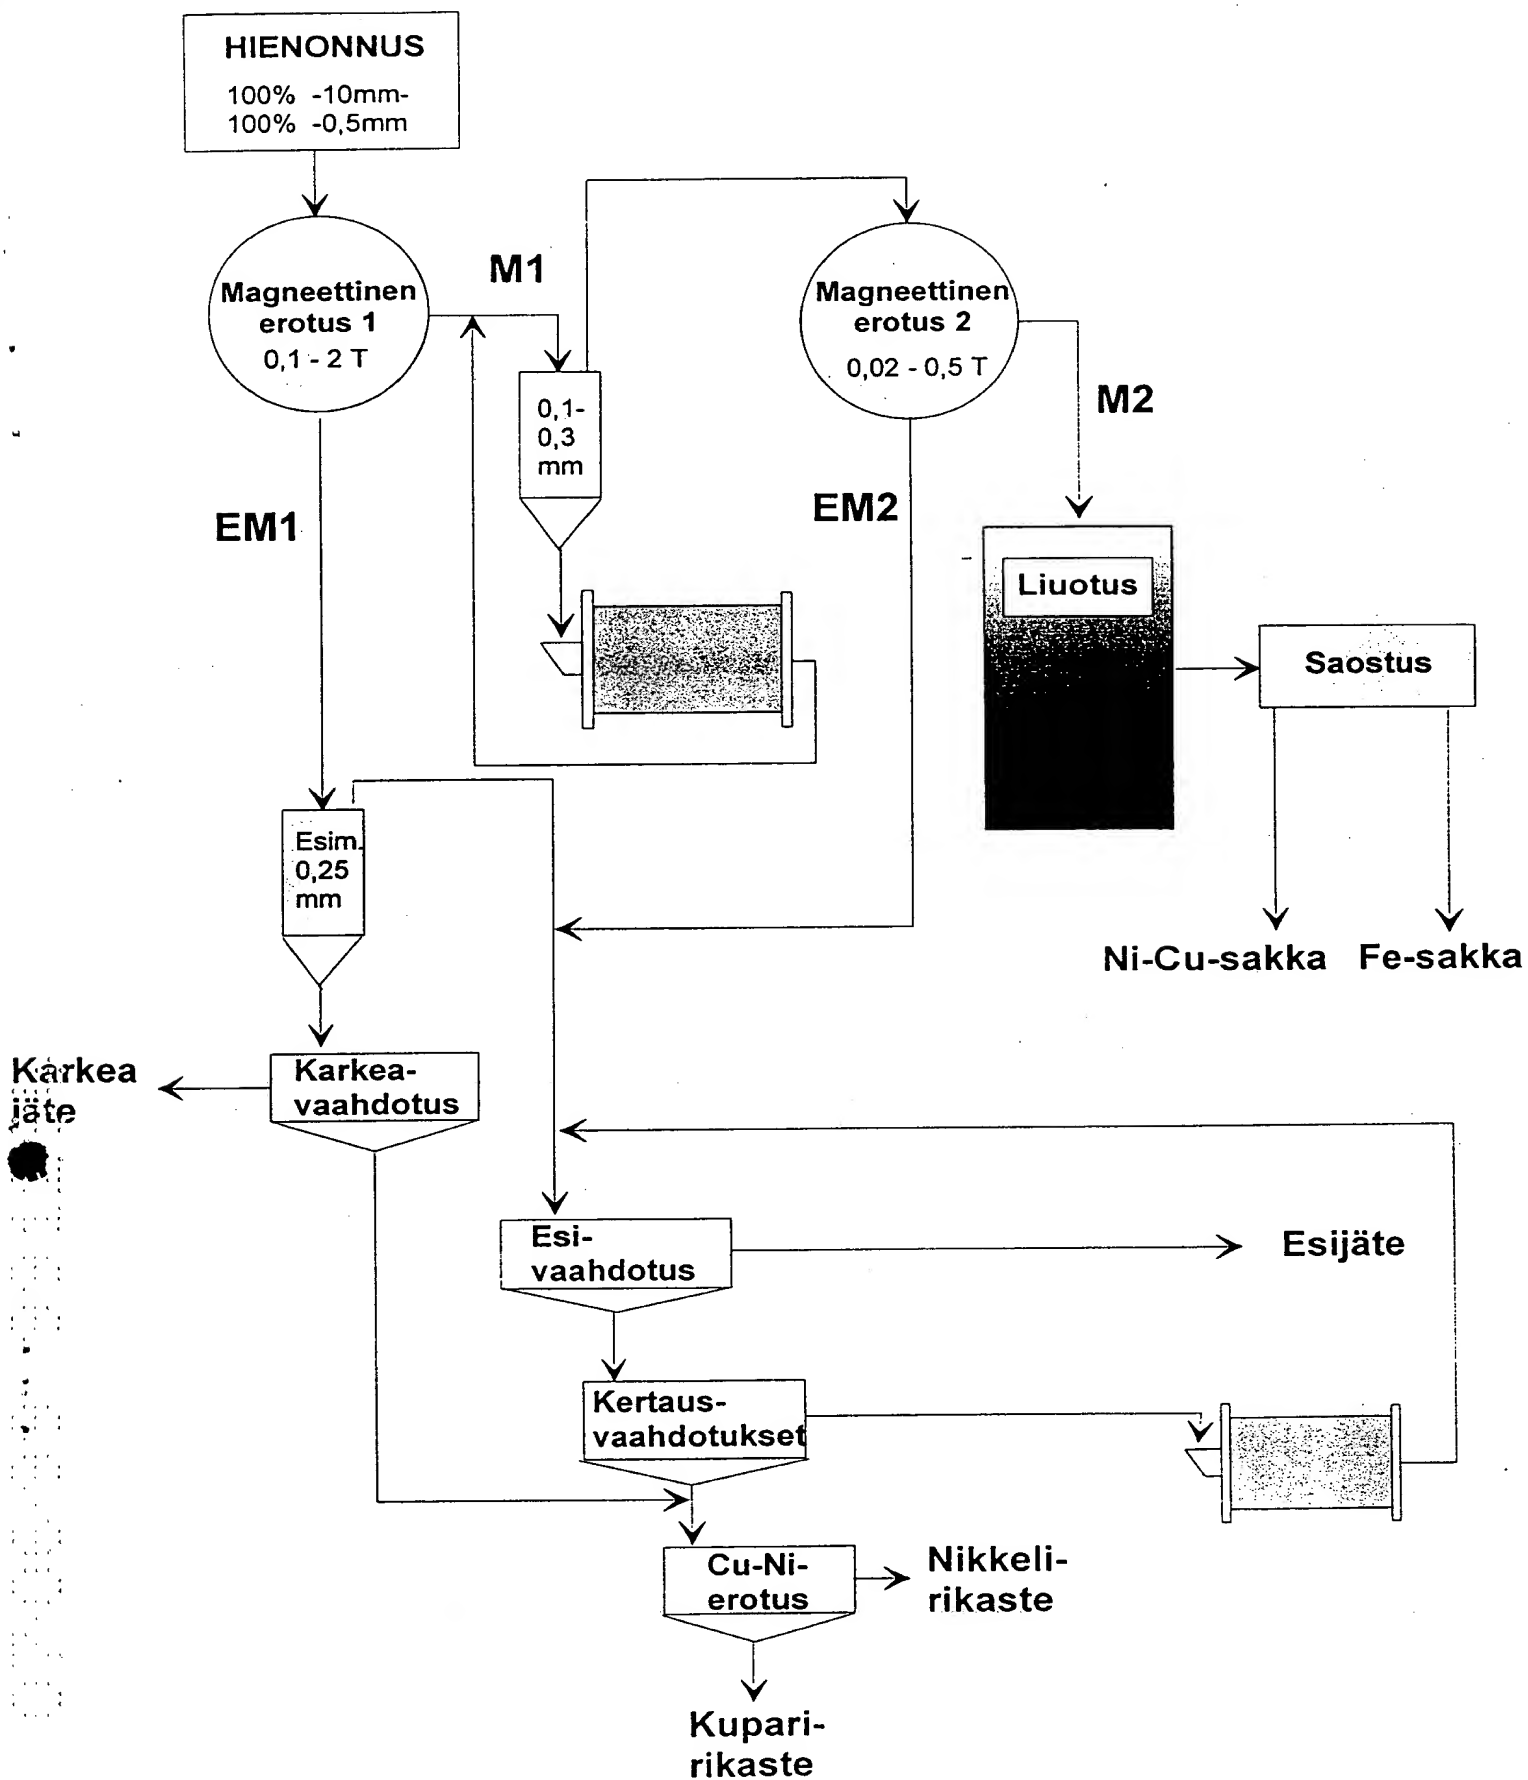 HIENONNUS
100% -10mm-
100% -0,5mm
Magneettinen
erotus 1
0,1 - 2 T
M1
0,1-
0,3
mm
Magneettinen
erotus 2
0,02 - 0,5 T
M2
EM1
EM2
Liuotus
Saostus
Esim.
0,25
mm
Ni-Cu-sakka
Fe-sakka
Karkea
jäte
Karkea-
vaahdotus
Esi-
vaahdotus
Esijäte
Kertaus-
vaahdotukset
Cu-Ni-
erotus
Nikkeli-
rikaste
Kupari-
rikaste